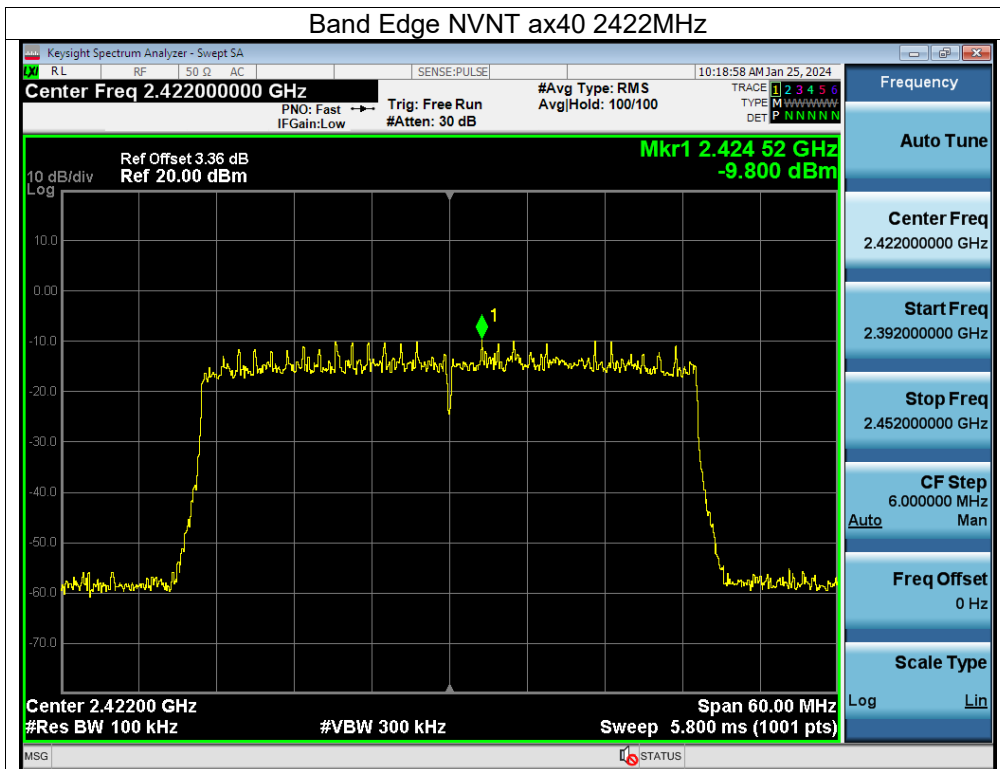 Band Edge NVNT ax40 2422MHz
Keysight Spectrum Analyzer - Swept SA
LXI RL RF 50 Ω AC SENSE:PULSE 10:18:58 AM Jan 25, 2024
Center Freq 2.422000000 GHz
PNO: Fast
IFGain:Low
Trig: Free Run
#Atten: 30 dB
#Avg Type: RMS
Avg|Hold: 100/100
TRACE 1 2 3 4 5 6
TYPE M WWWWW
DET P N N N N N
Frequency
Auto Tune
Center Freq
2.422000000 GHz
Start Freq
2.392000000 GHz
Stop Freq
2.452000000 GHz
CF Step
6.000000 MHz
Auto Man
Freq Offset
0 Hz
Scale Type
Log Lin
Mkr1 2.424 52 GHz
-9.800 dBm
Ref Offset 3.36 dB
10 dB/div Ref 20.00 dBm
Log
10.0
0.00
-10.0
-20.0
-30.0
-40.0
-50.0
-60.0
-70.0
1
Center 2.42200 GHz Span 60.00 MHz
#Res BW 100 kHz #VBW 300 kHz Sweep 5.800 ms (1001 pts)
MSG STATUS